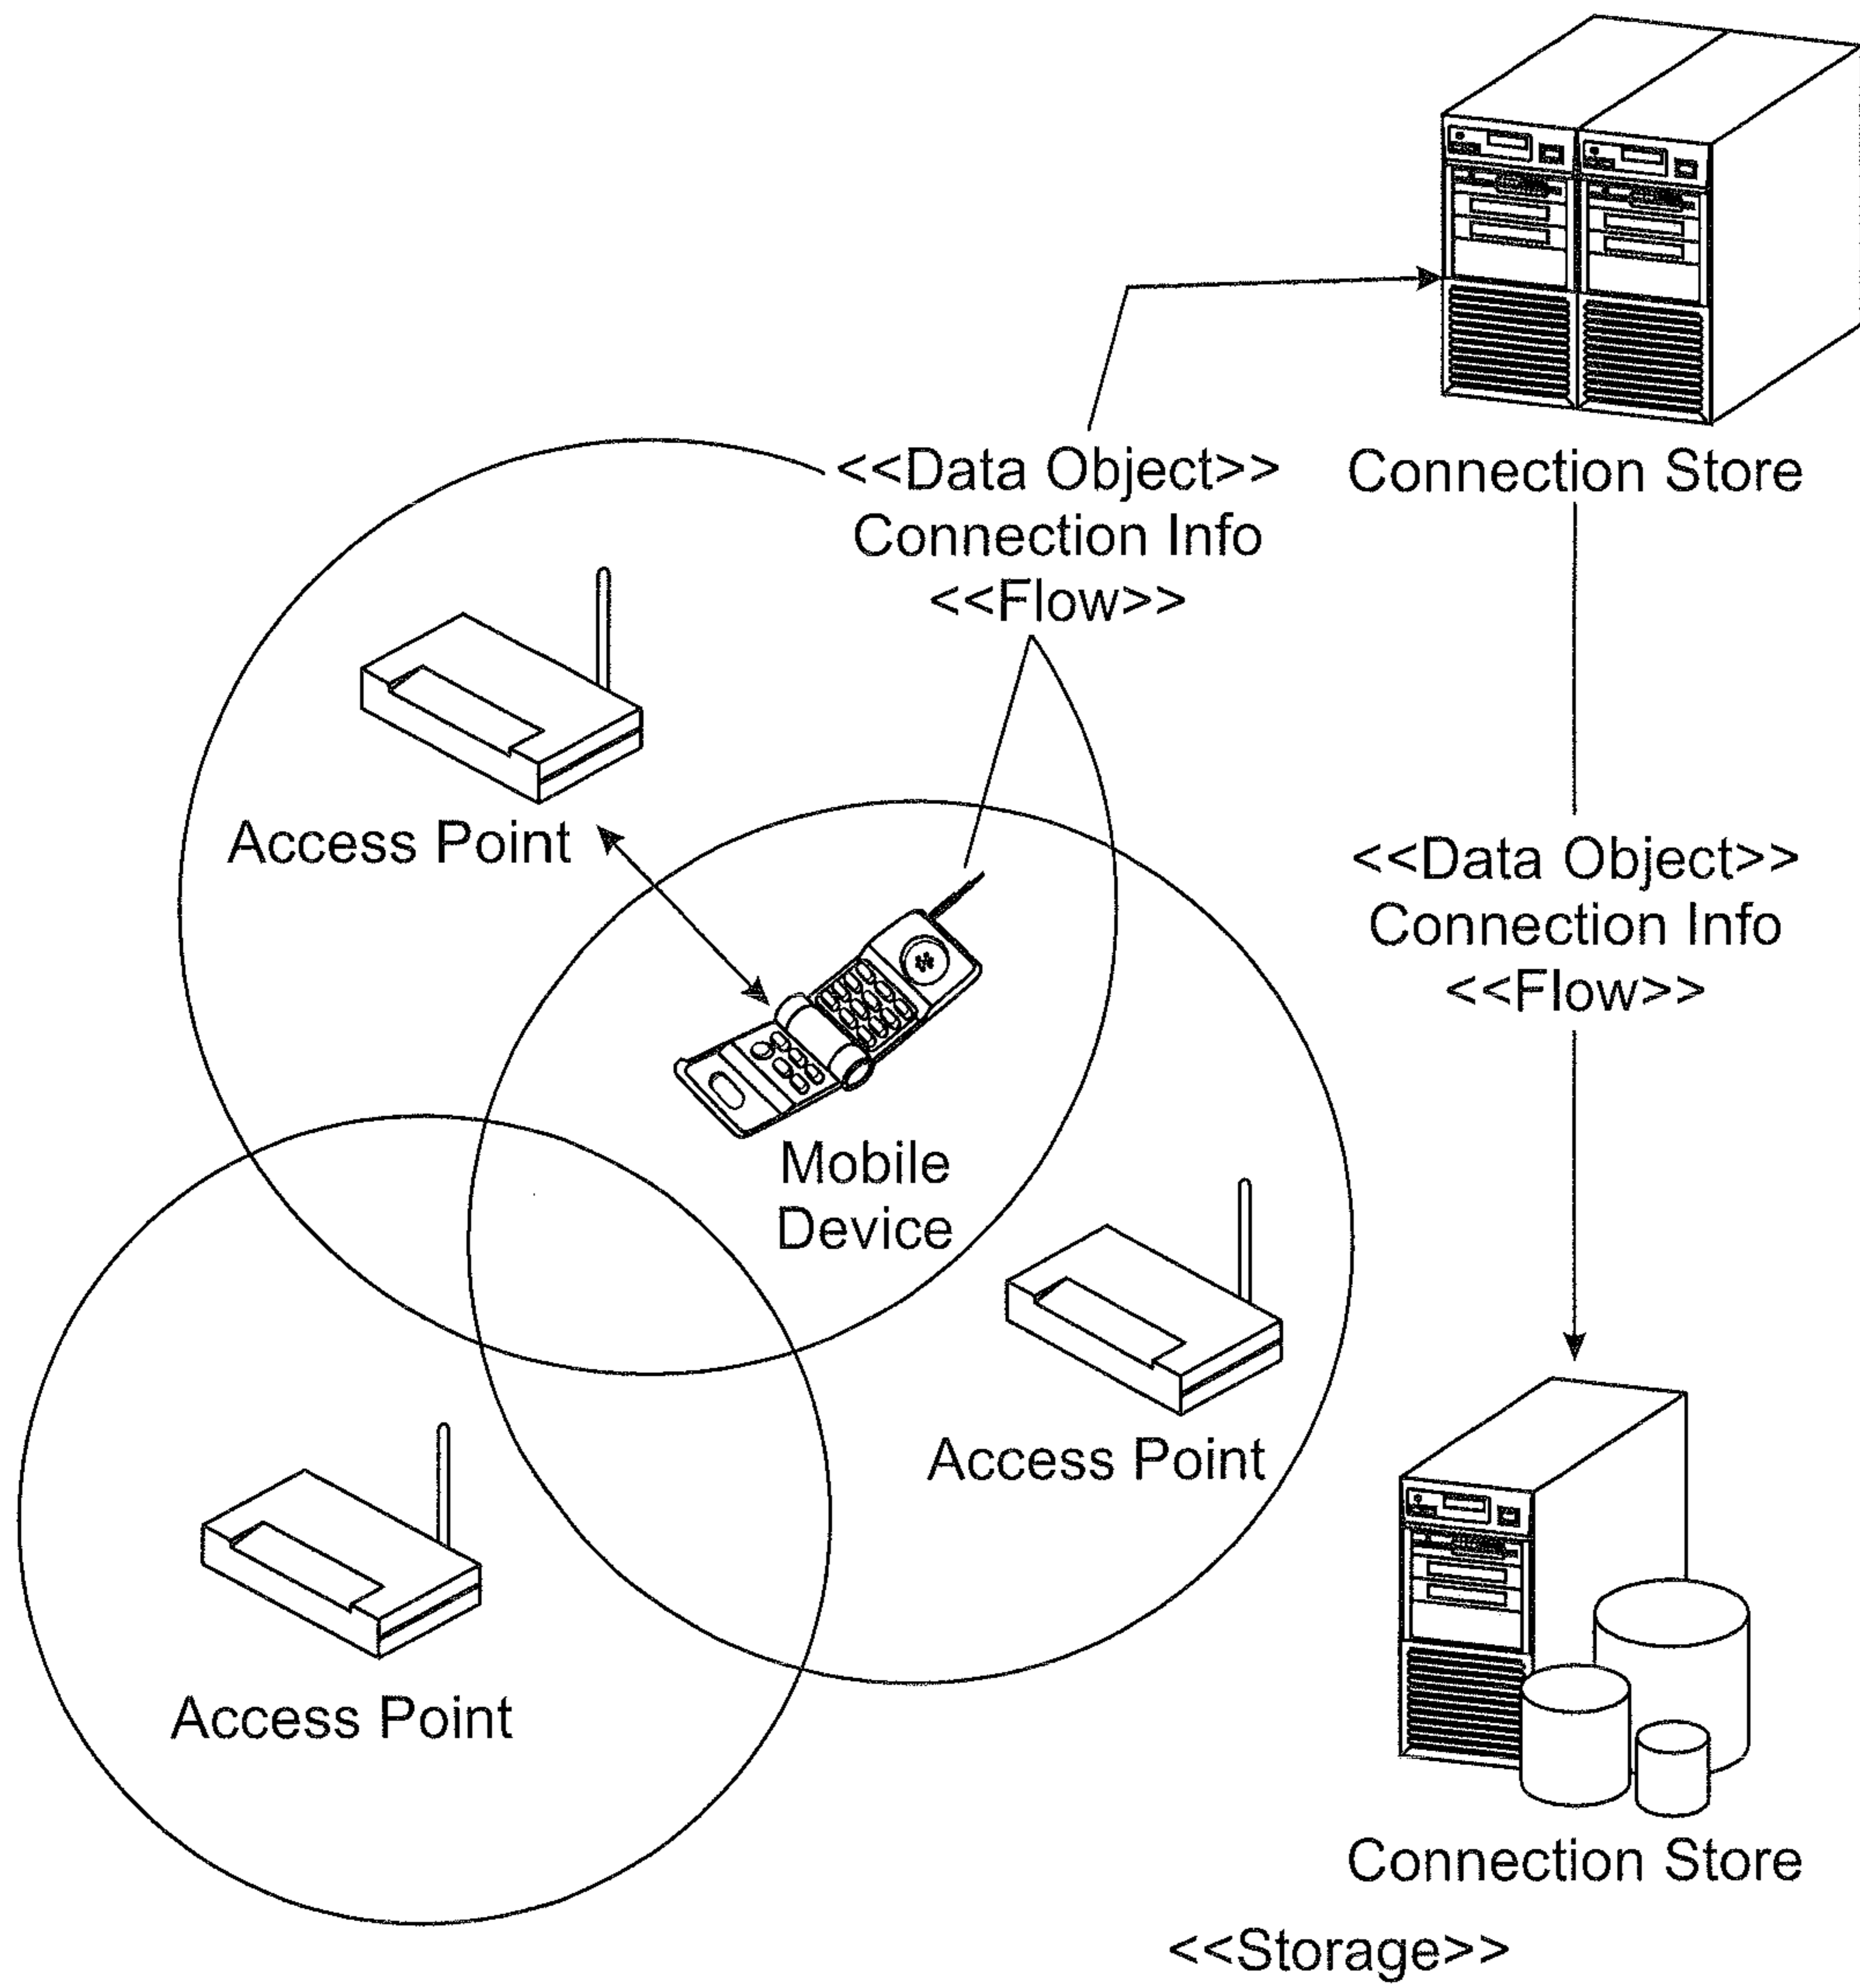 <<Data Object>>
Connection Info
<<Flow>>
Connection Store
Access Point
<<Data Object>>
Connection Info
<<Flow>>
Mobile
Device
Access Point
Access Point
Connection Store
<<Storage>>